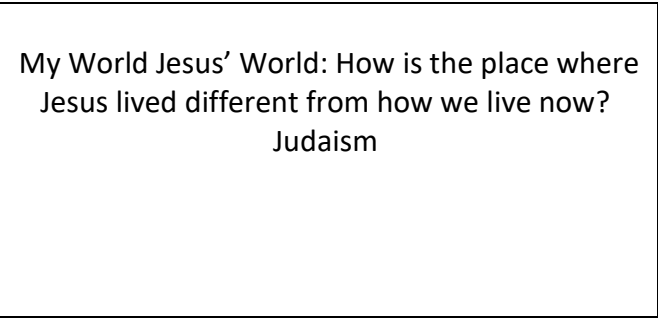 My World Jesus’ World: How is the place where
Jesus lived different from how we live now?
Judaism